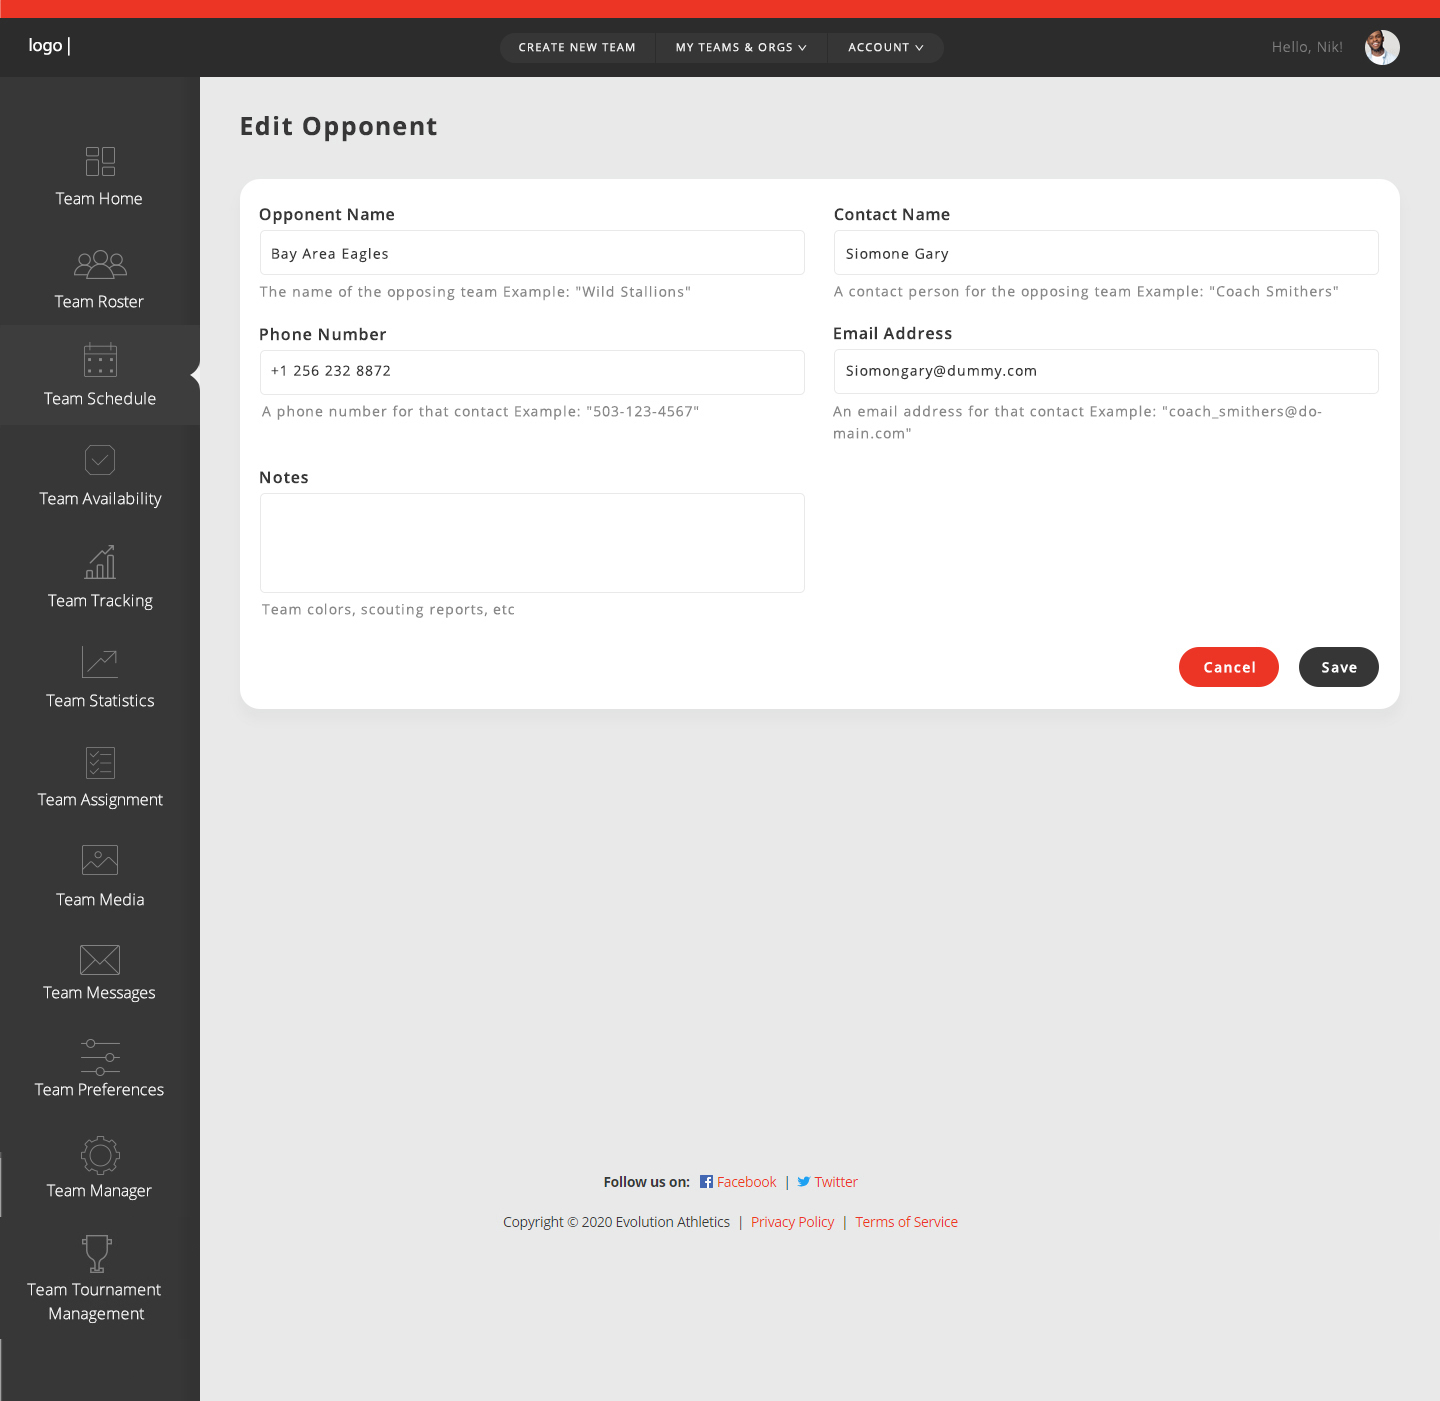 logo |
CREATE NEW TEAM
MY TEAMS & ORGS
ACCOUNT
Hello, Nik!
Team Home
Team Roster
Team Schedule
Team Availability
Team Tracking
Team Statistics
Team Assignment
Team Media
Team Messages
Team Preferences
Team Manager
Team Tournament
Management
Edit Opponent
Opponent Name
Bay Area Eagles
The name of the opposing team Example: "Wild Stallions"
Contact Name
Siomone Gary
A contact person for the opposing team Example: "Coach Smithers"
Phone Number
+1 256 232 8872
A phone number for that contact Example: "503-123-4567"
Email Address
Siomongary@dummy.com
An email address for that contact Example: "coach_smithers@do-
main.com"
Notes
Team colors, scouting reports, etc
Cancel
Save
Follow us on: Facebook | Twitter
Copyright © 2020 Evolution Athletics | Privacy Policy | Terms of Service